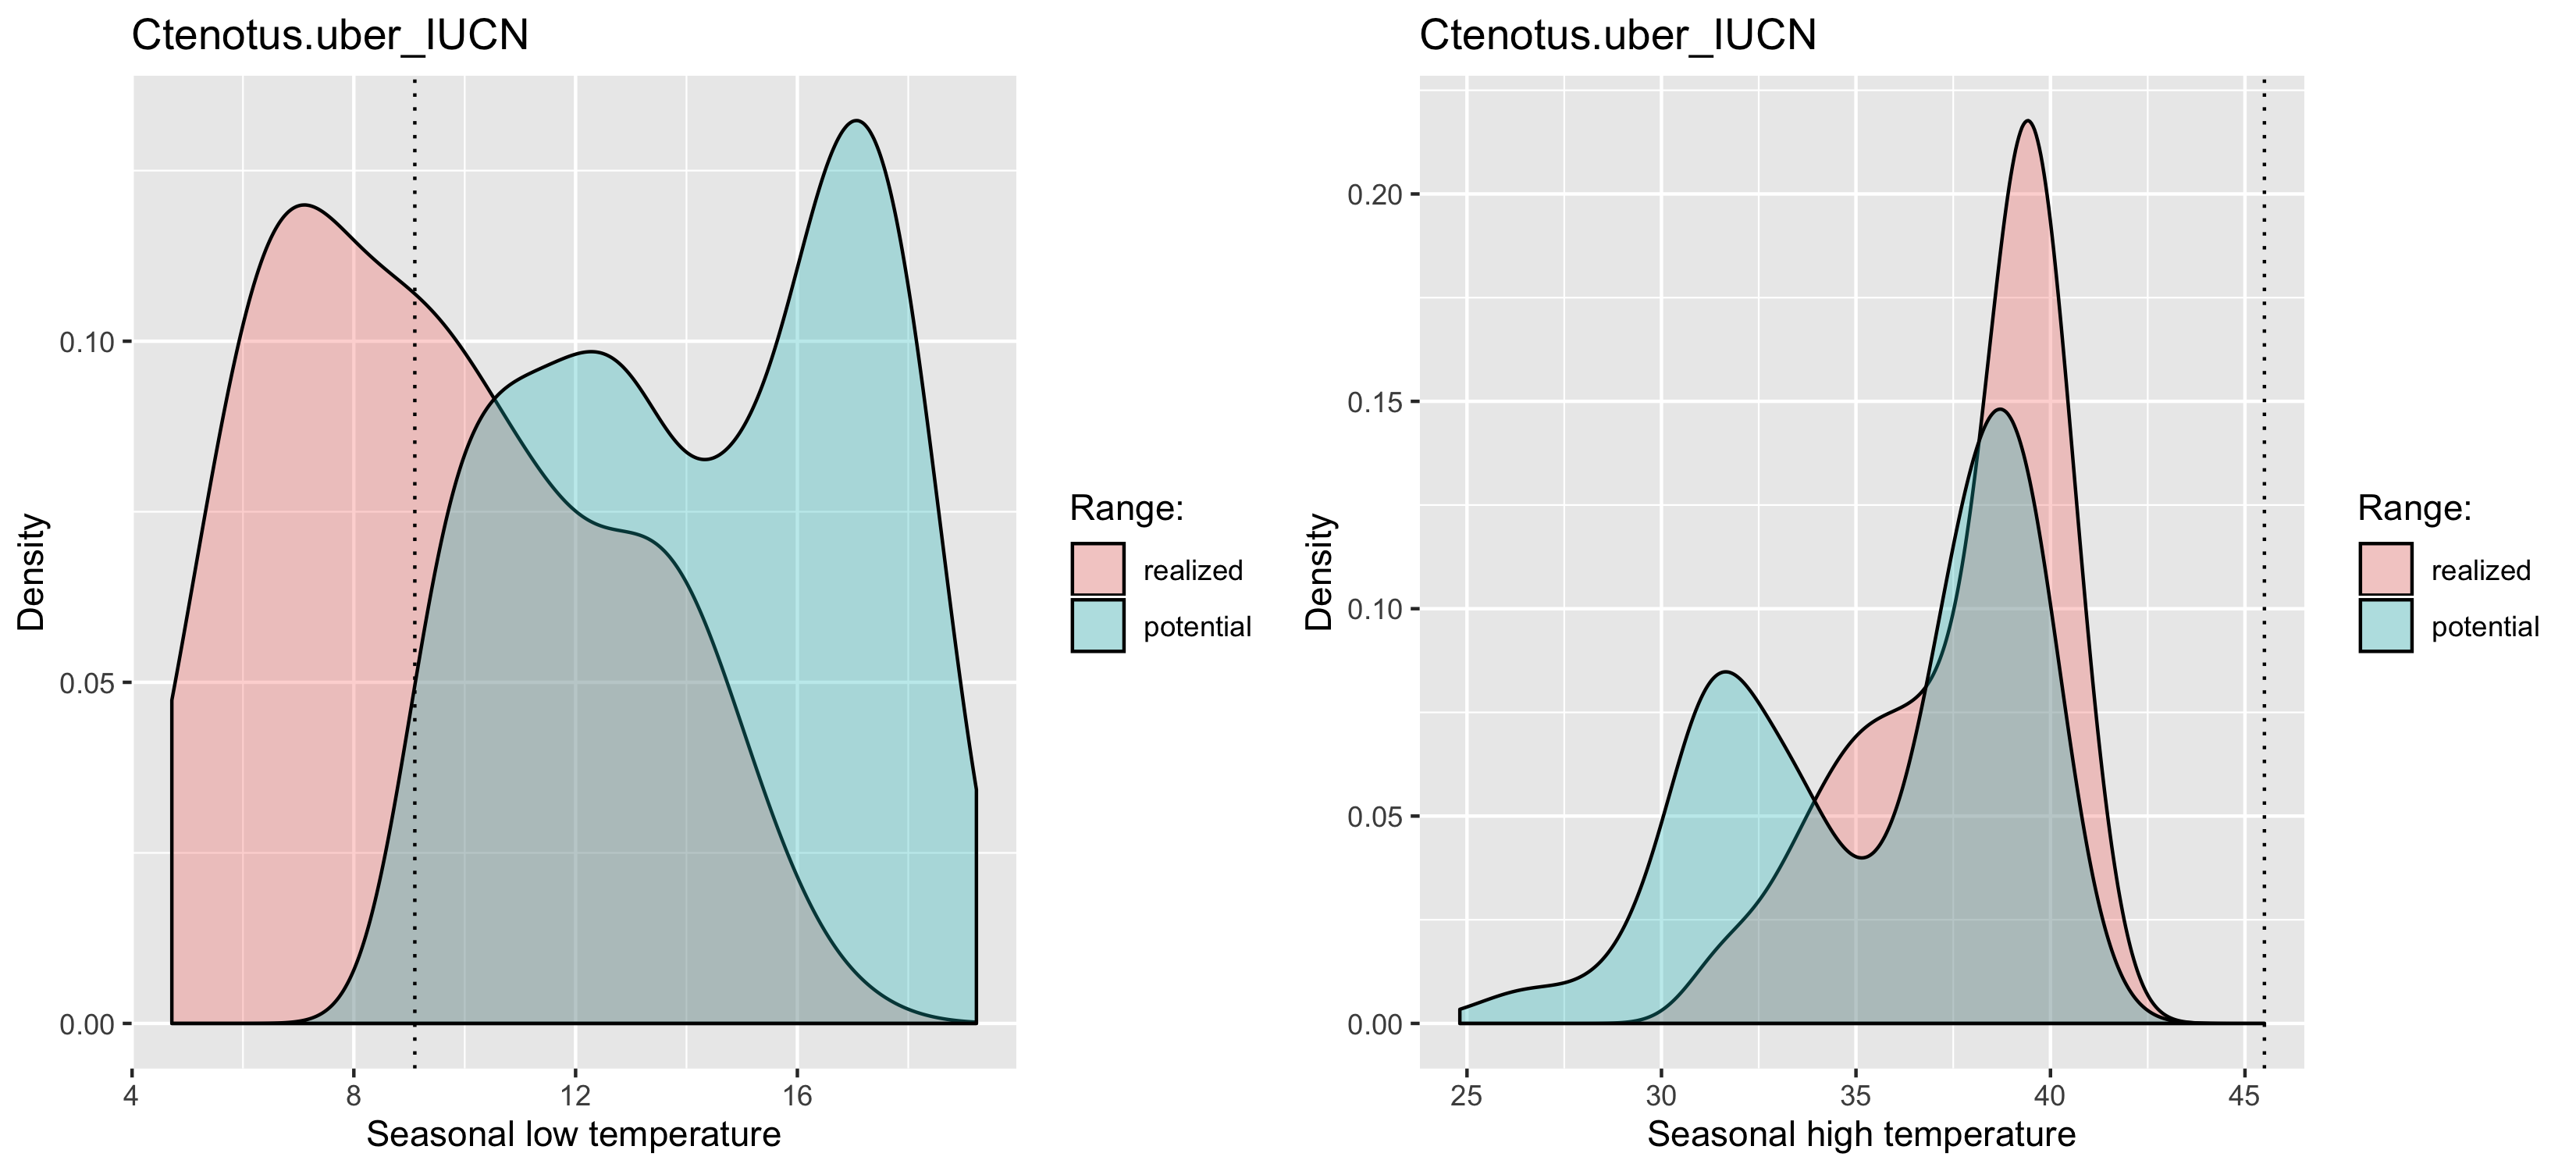 Ctenotus.uber_IUCN
Density
0.10
0.05
0.00
4 8 12 16
Seasonal low temperature
Range:
realized
potential
Ctenotus.uber_IUCN
Density
0.20
0.15
0.10
0.05
0.00
25 30 35 40 45
Seasonal high temperature
Range:
realized
potential